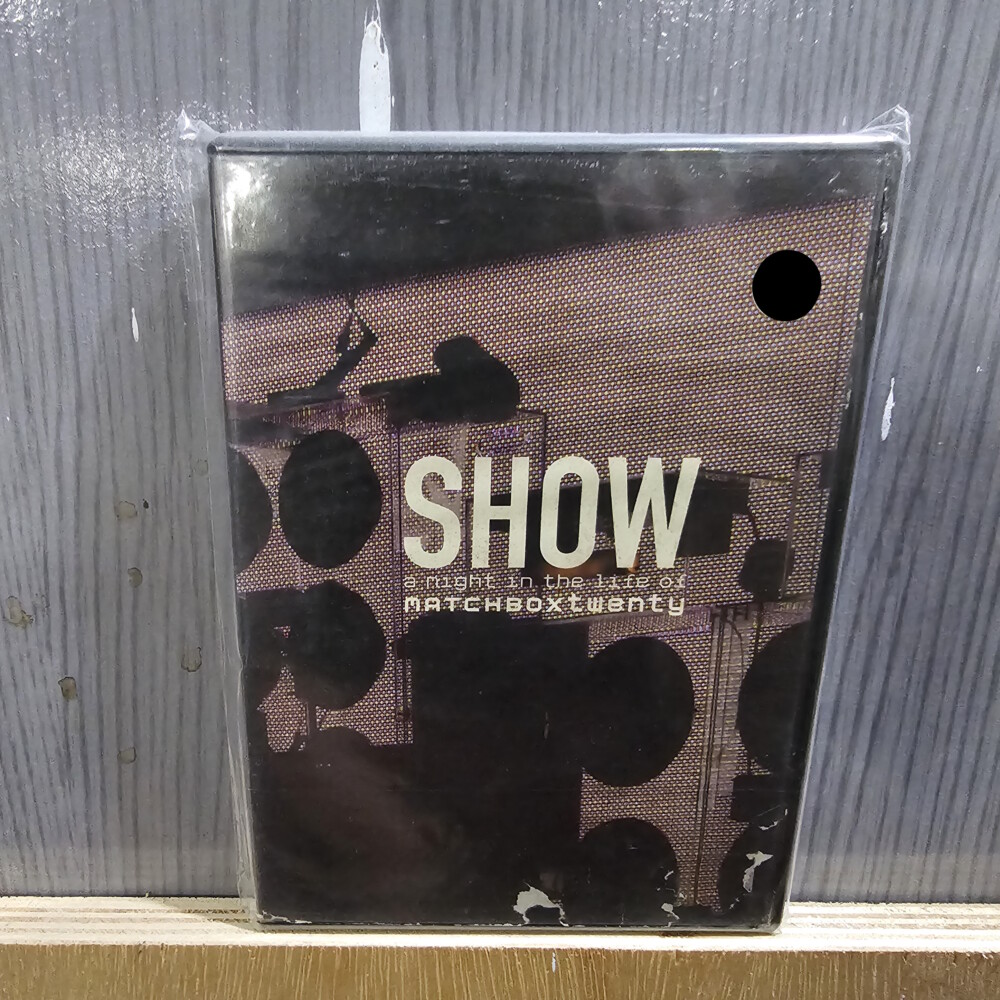 SHOW
a night in the life of
MATCHBOXtwenty